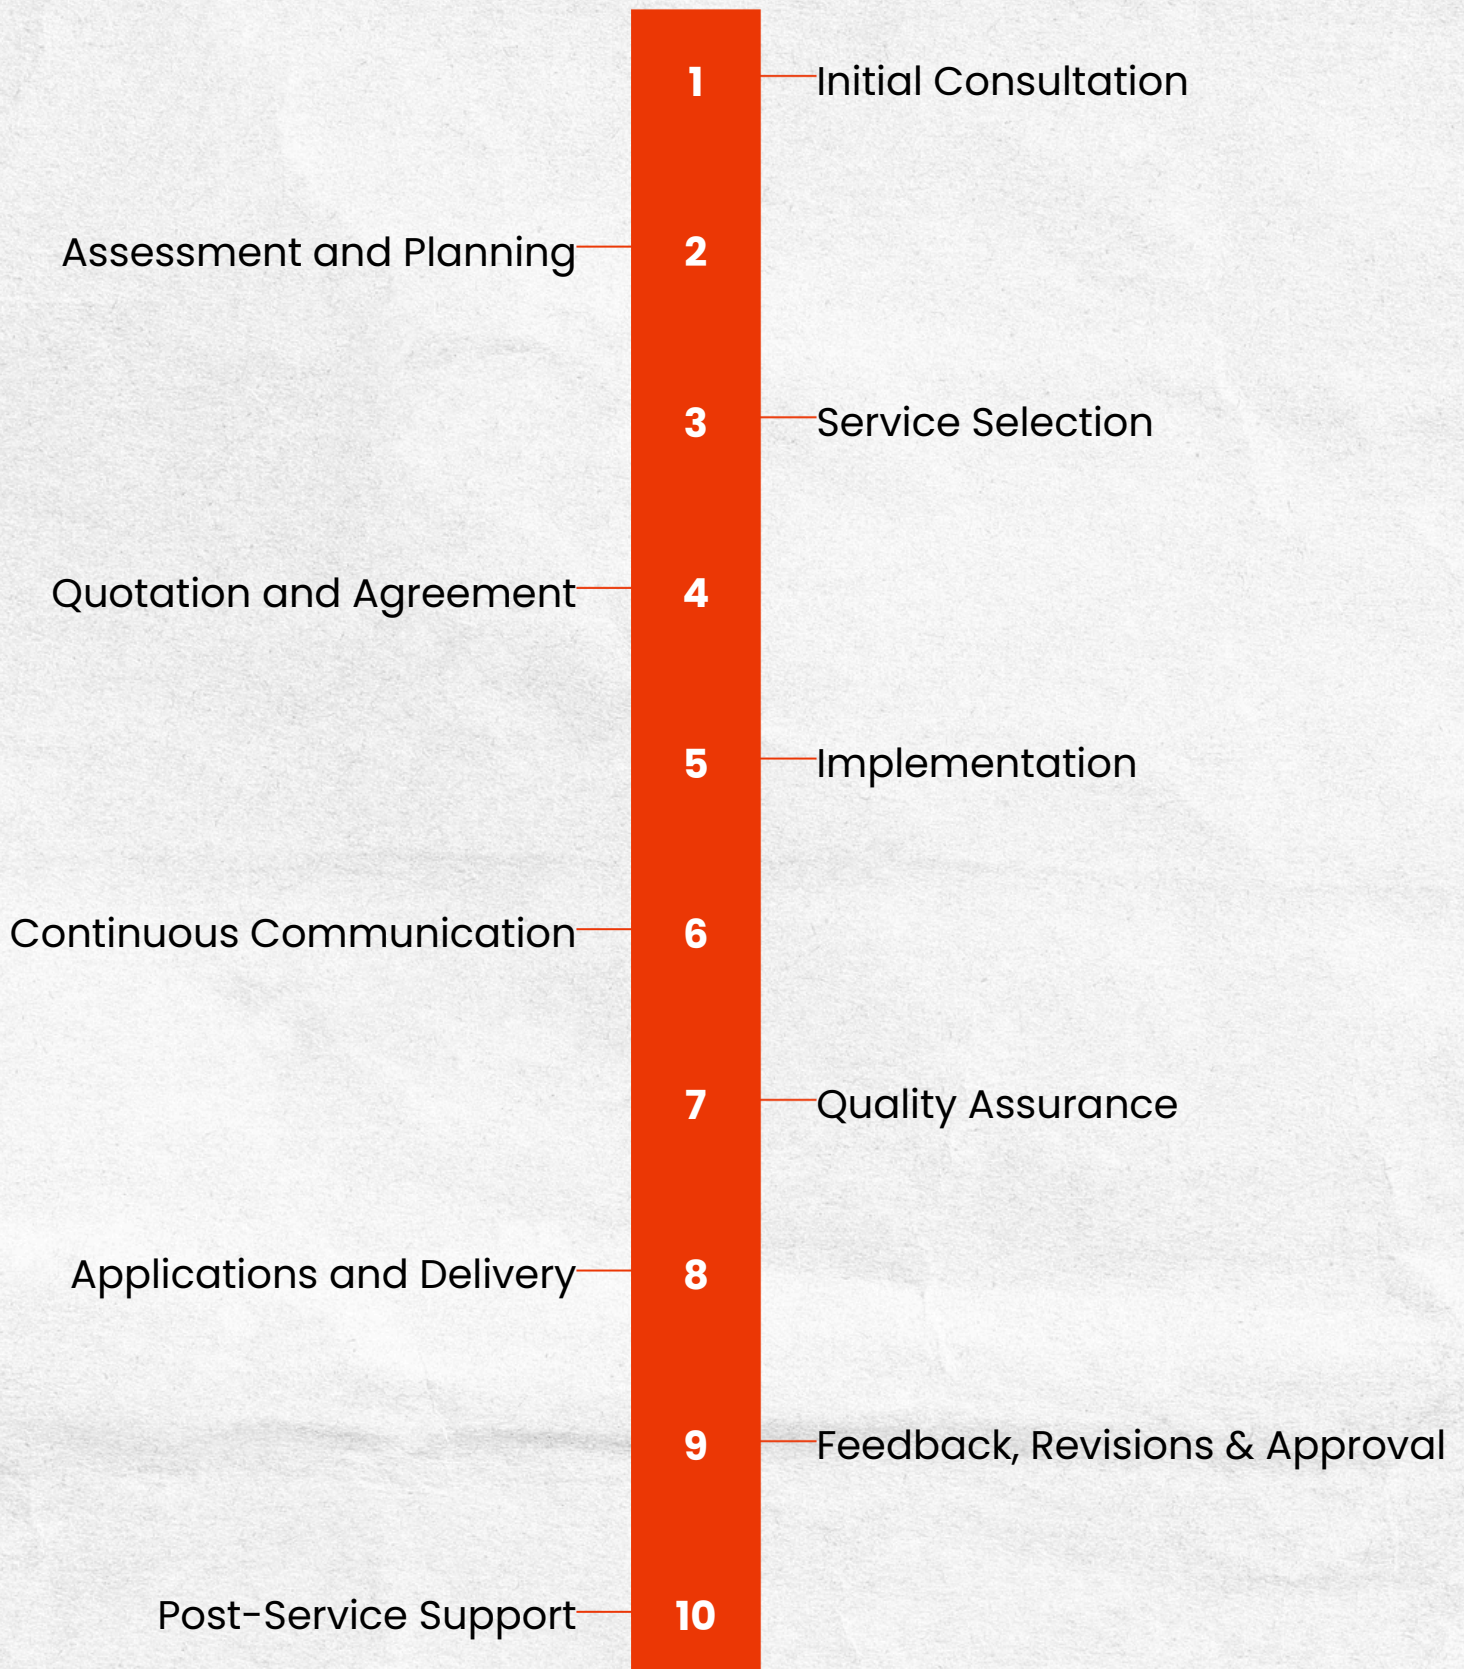 1 Initial Consultation
Assessment and Planning 2
3 Service Selection
Quotation and Agreement 4
5 Implementation
Continuous Communication 6
7 Quality Assurance
Applications and Delivery 8
9 Feedback, Revisions & Approval
Post-Service Support 10